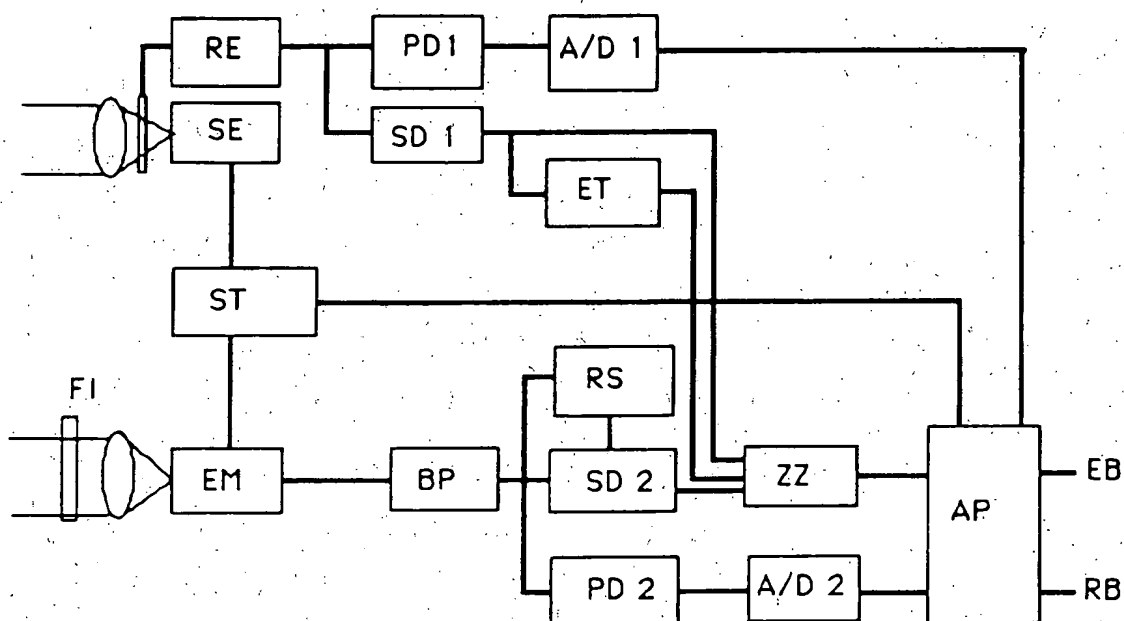 RE
PD1
A/D 1
SE
SD 1
ET
ST
RS
FI
EM
BP
SD 2
ZZ
AP
EB
PD 2
A/D 2
RB